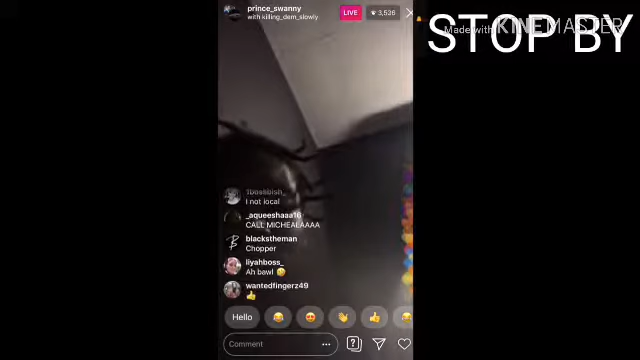 prince_swanny
with killing_dem_slowly
LIVE
3,526
Made with KINEMASTER
STOP BY
1bossbish_
I not local
_aqueeshaaa16
CALL MICHEALAAAA
blackstheman
Chopper
liyahboss_
Ah bawl 🤣
wantedfingerz49
👍
Hello
Comment